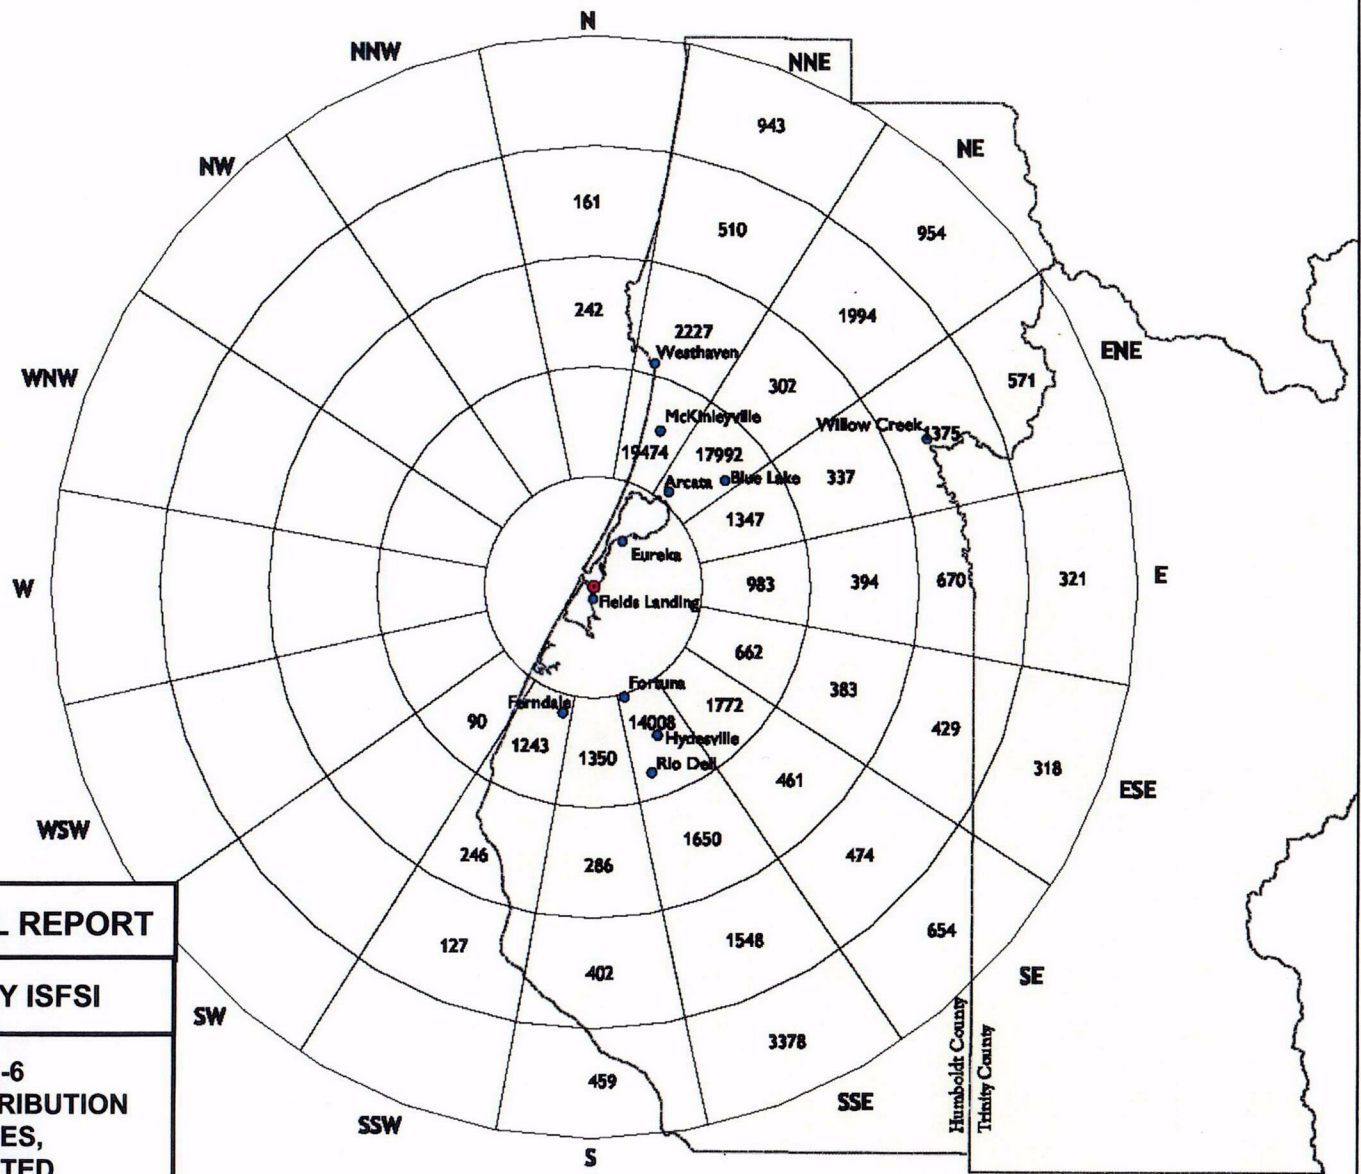 N
NNW
NNE
943
NE
NW
161
510
954
242
2227
1994
Westhaven
ENE
WNW
302
571
McKinleyville
Willow Creek
1375
19474
17992
337
Arcata
Blue Lake
1347
Eureka
W
983
394
670
321
E
Fields Landing
662
Fortuna
383
Ferndale
1772
90
14008
429
1243
Hydesville
1350
Rio Dell
318
461
ESE
WSW
1650
246
286
474
L REPORT
654
127
1548
402
SE
Y ISFSI
SW
Humboldt County
Trinity County
3378
-6
RIBUTION
459
SSE
ES,
SSW
TED
S